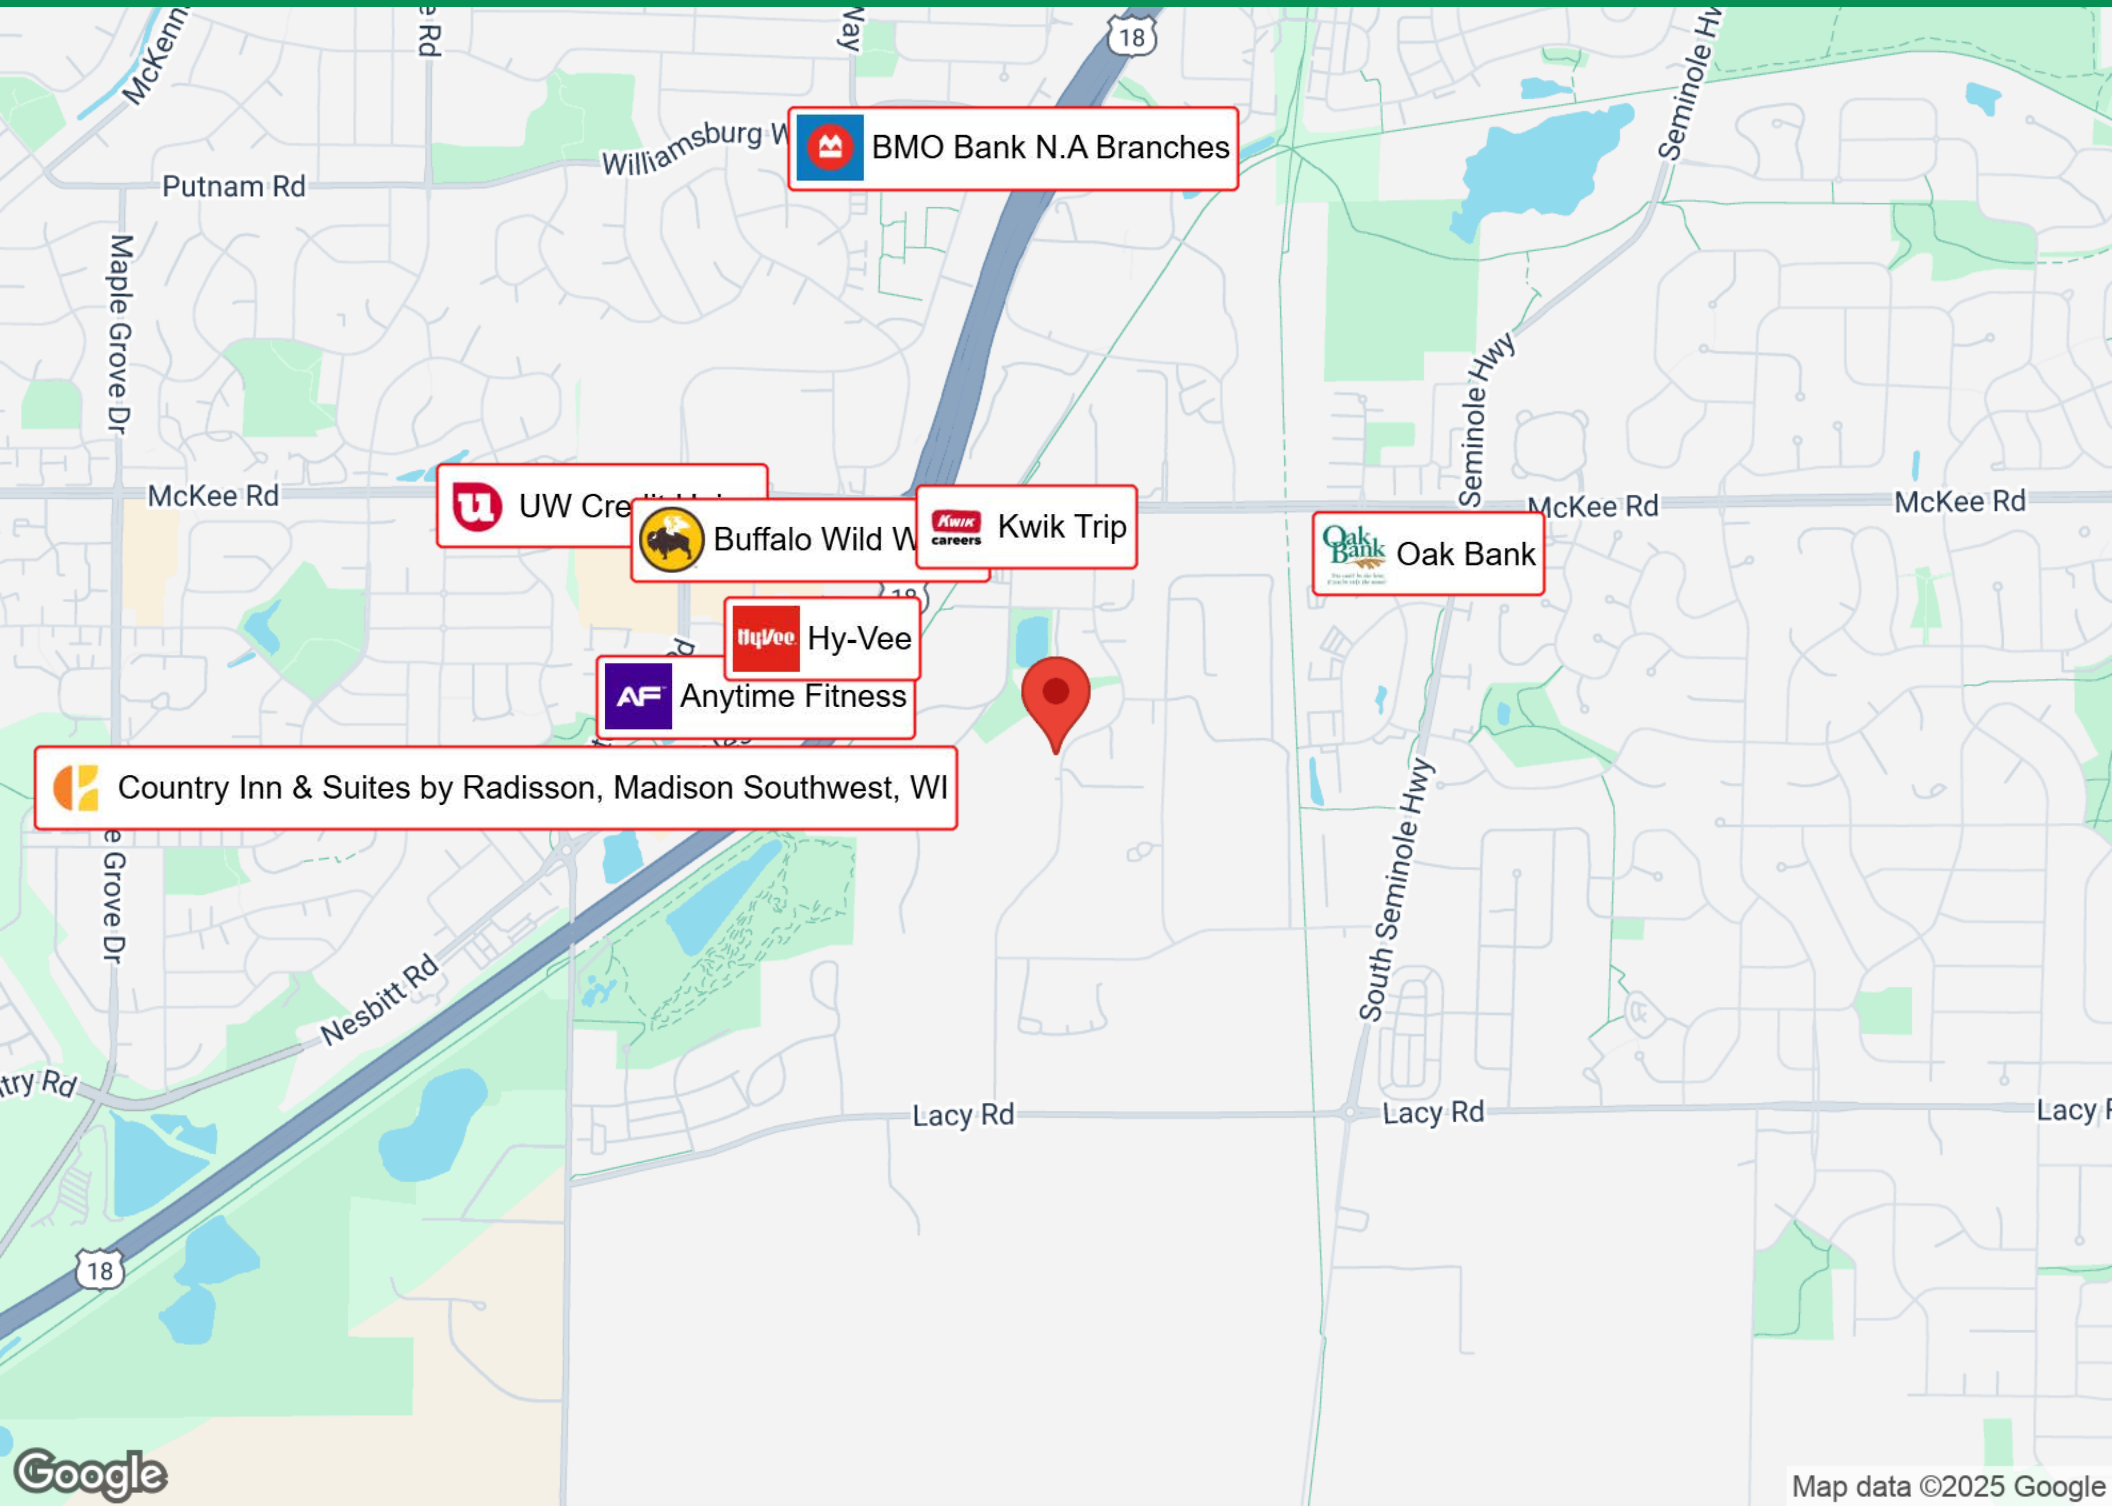 McKenn
e Rd
Way
18
Seminole Hw
Williamsburg W
BMO Bank N.A Branches
Putnam Rd
Maple Grove Dr
Seminole Hwy
McKee Rd
UW Cre
Buffalo Wild W
KWIK
careers
Kwik Trip
McKee Rd
McKee Rd
Oak
Bank
Oak Bank
18
HyVee
Hy-Vee
Rd
AF
Anytime Fitness
Country Inn & Suites by Radisson, Madison Southwest, WI
e Grove Dr
South Seminole Hwy
Nesbitt Rd
try Rd
Lacy Rd
Lacy Rd
Lacy R
18
Google
Map data ©2025 Google